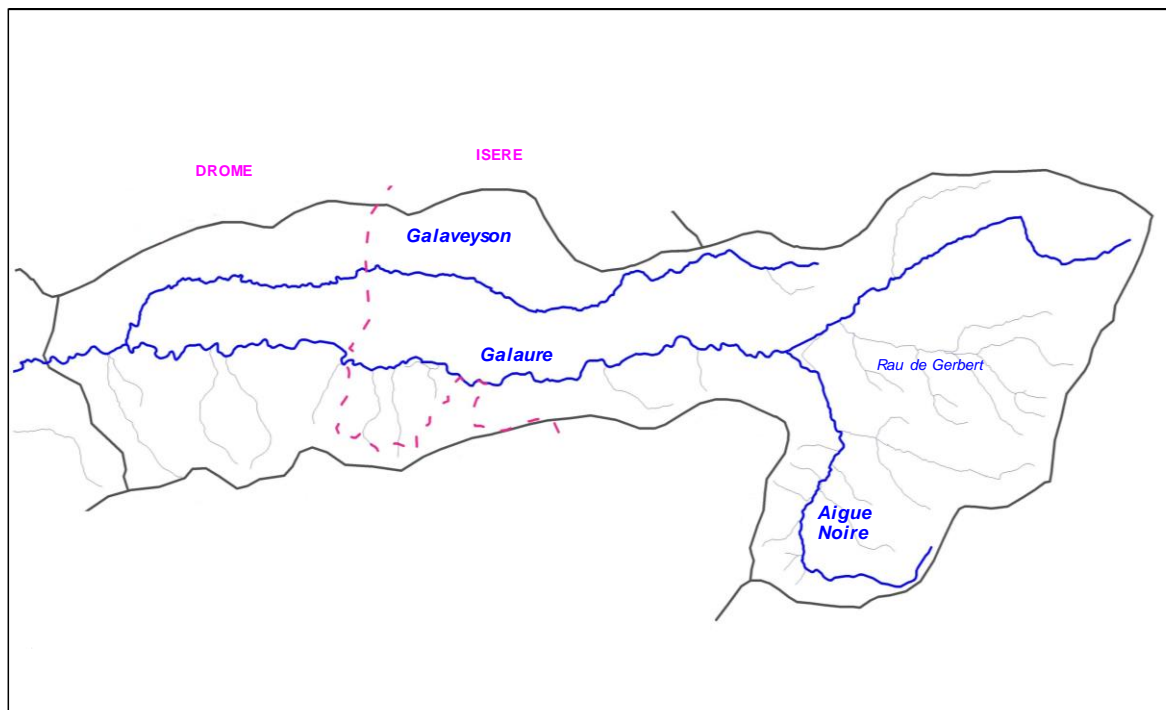 ISERE
DROME
Galaveyson
Galaure
Rau de Gerbert
Aigue
Noire